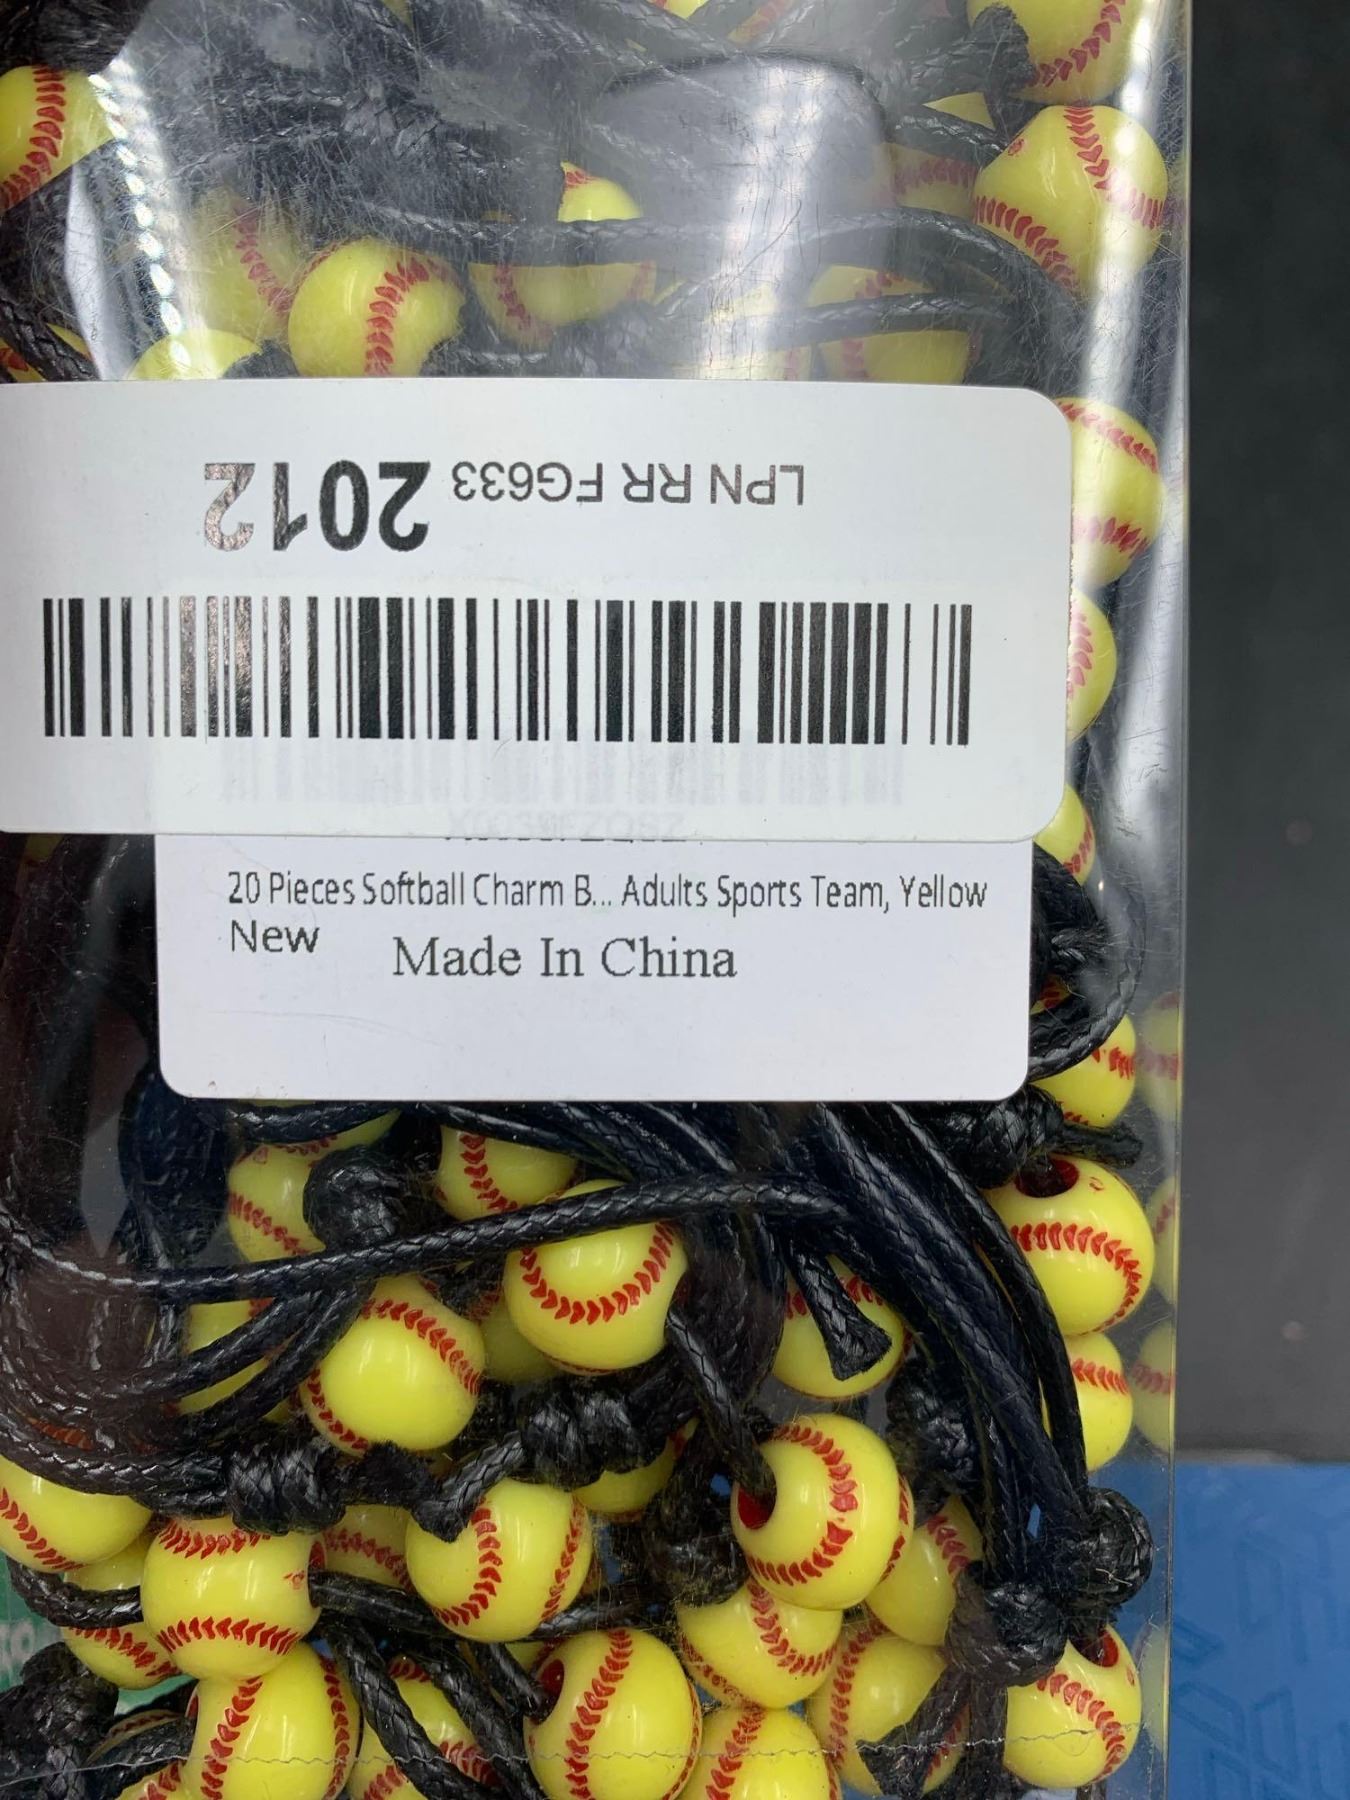 LPN RR FG633 2012
20 Pieces Softball Charm B... Adults Sports Team, Yellow
New
Made In China